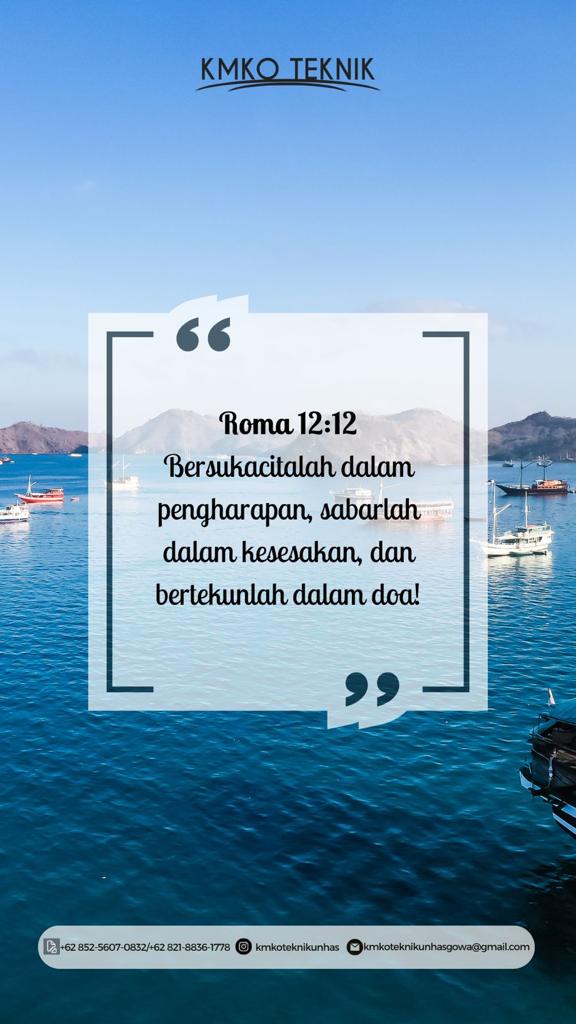 KMKO TEKNIK
“
Roma 12:12
Bersukacitalah dalam
pengharapan, sabarlah
dalam kesesakan, dan
bertekunlah dalam doa!
”
+62 852-5607-0832/+62 821-8836-1778 kmkoteknikunhas kmkoteknikunhasgowa@gmail.com